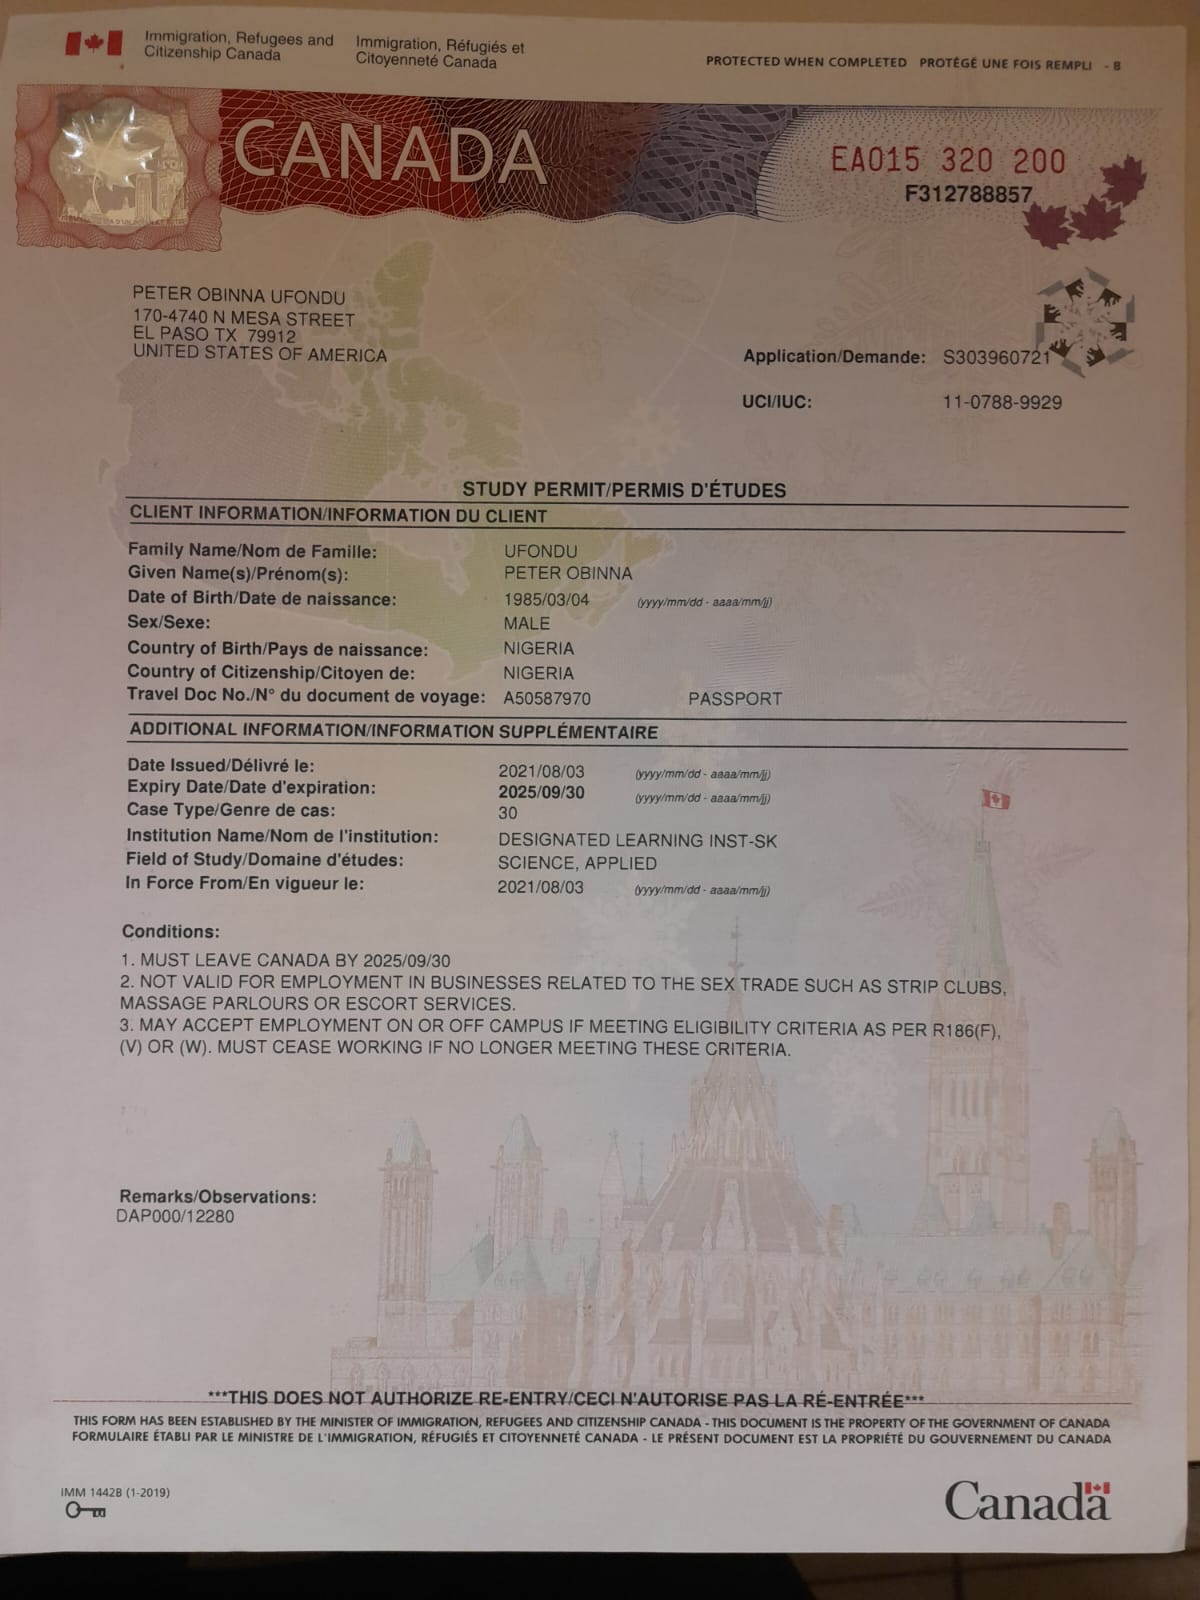 Immigration, Refugees and
Citizenship Canada
Immigration, Réfugiés et
Citoyenneté Canada
PROTECTED WHEN COMPLETED PROTÉGÉ UNE FOIS REMPLI - B
CANADA
EA015 320 200
F312788857
PETER OBINNA UFONDU
170-4740 N MESA STREET
EL PASO TX 79912
UNITED STATES OF AMERICA
Application/Demande: S303960721
UCI/IUC: 11-0788-9929
STUDY PERMIT/PERMIS D'ÉTUDES
CLIENT INFORMATION/INFORMATION DU CLIENT
Family Name/Nom de Famille: UFONDU
Given Name(s)/Prénom(s): PETER OBINNA
Date of Birth/Date de naissance: 1985/03/04 (yyyy/mm/dd - aaaa/mm/jj)
Sex/Sexe: MALE
Country of Birth/Pays de naissance: NIGERIA
Country of Citizenship/Citoyen de: NIGERIA
Travel Doc No./N° du document de voyage: A50587970 PASSPORT
ADDITIONAL INFORMATION/INFORMATION SUPPLÉMENTAIRE
Date Issued/Délivré le: 2021/08/03 (yyyy/mm/dd - aaaa/mm/jj)
Expiry Date/Date d'expiration: 2025/09/30 (yyyy/mm/dd - aaaa/mm/jj)
Case Type/Genre de cas: 30
Institution Name/Nom de l'institution: DESIGNATED LEARNING INST-SK
Field of Study/Domaine d'études: SCIENCE, APPLIED
In Force From/En vigueur le: 2021/08/03 (yyyy/mm/dd - aaaa/mm/jj)
Conditions:
1. MUST LEAVE CANADA BY 2025/09/30
2. NOT VALID FOR EMPLOYMENT IN BUSINESSES RELATED TO THE SEX TRADE SUCH AS STRIP CLUBS,
MASSAGE PARLOURS OR ESCORT SERVICES.
3. MAY ACCEPT EMPLOYMENT ON OR OFF CAMPUS IF MEETING ELIGIBILITY CRITERIA AS PER R186(F),
(V) OR (W). MUST CEASE WORKING IF NO LONGER MEETING THESE CRITERIA.
Remarks/Observations:
DAP000/12280
***THIS DOES NOT AUTHORIZE RE-ENTRY/CECI N'AUTORISE PAS LA RÉ-ENTRÉE***
THIS FORM HAS BEEN ESTABLISHED BY THE MINISTER OF IMMIGRATION, REFUGEES AND CITIZENSHIP CANADA - THIS DOCUMENT IS THE PROPERTY OF THE GOVERNMENT OF CANADA
FORMULAIRE ÉTABLI PAR LE MINISTRE DE L'IMMIGRATION, RÉFUGIÉS ET CITOYENNETÉ CANADA - LE PRÉSENT DOCUMENT EST LA PROPRIÉTÉ DU GOUVERNEMENT DU CANADA
IMM 1442B (1-2019)
Canada